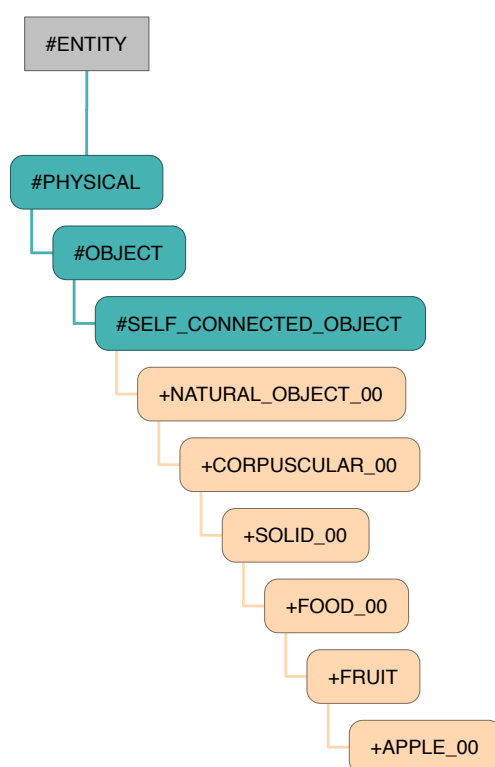 #ENTITY
#PHYSICAL
#OBJECT
#SELF_CONNECTED_OBJECT
+NATURAL_OBJECT_00
+CORPUSCULAR_00
+SOLID_00
+FOOD_00
+FRUIT
+APPLE_00